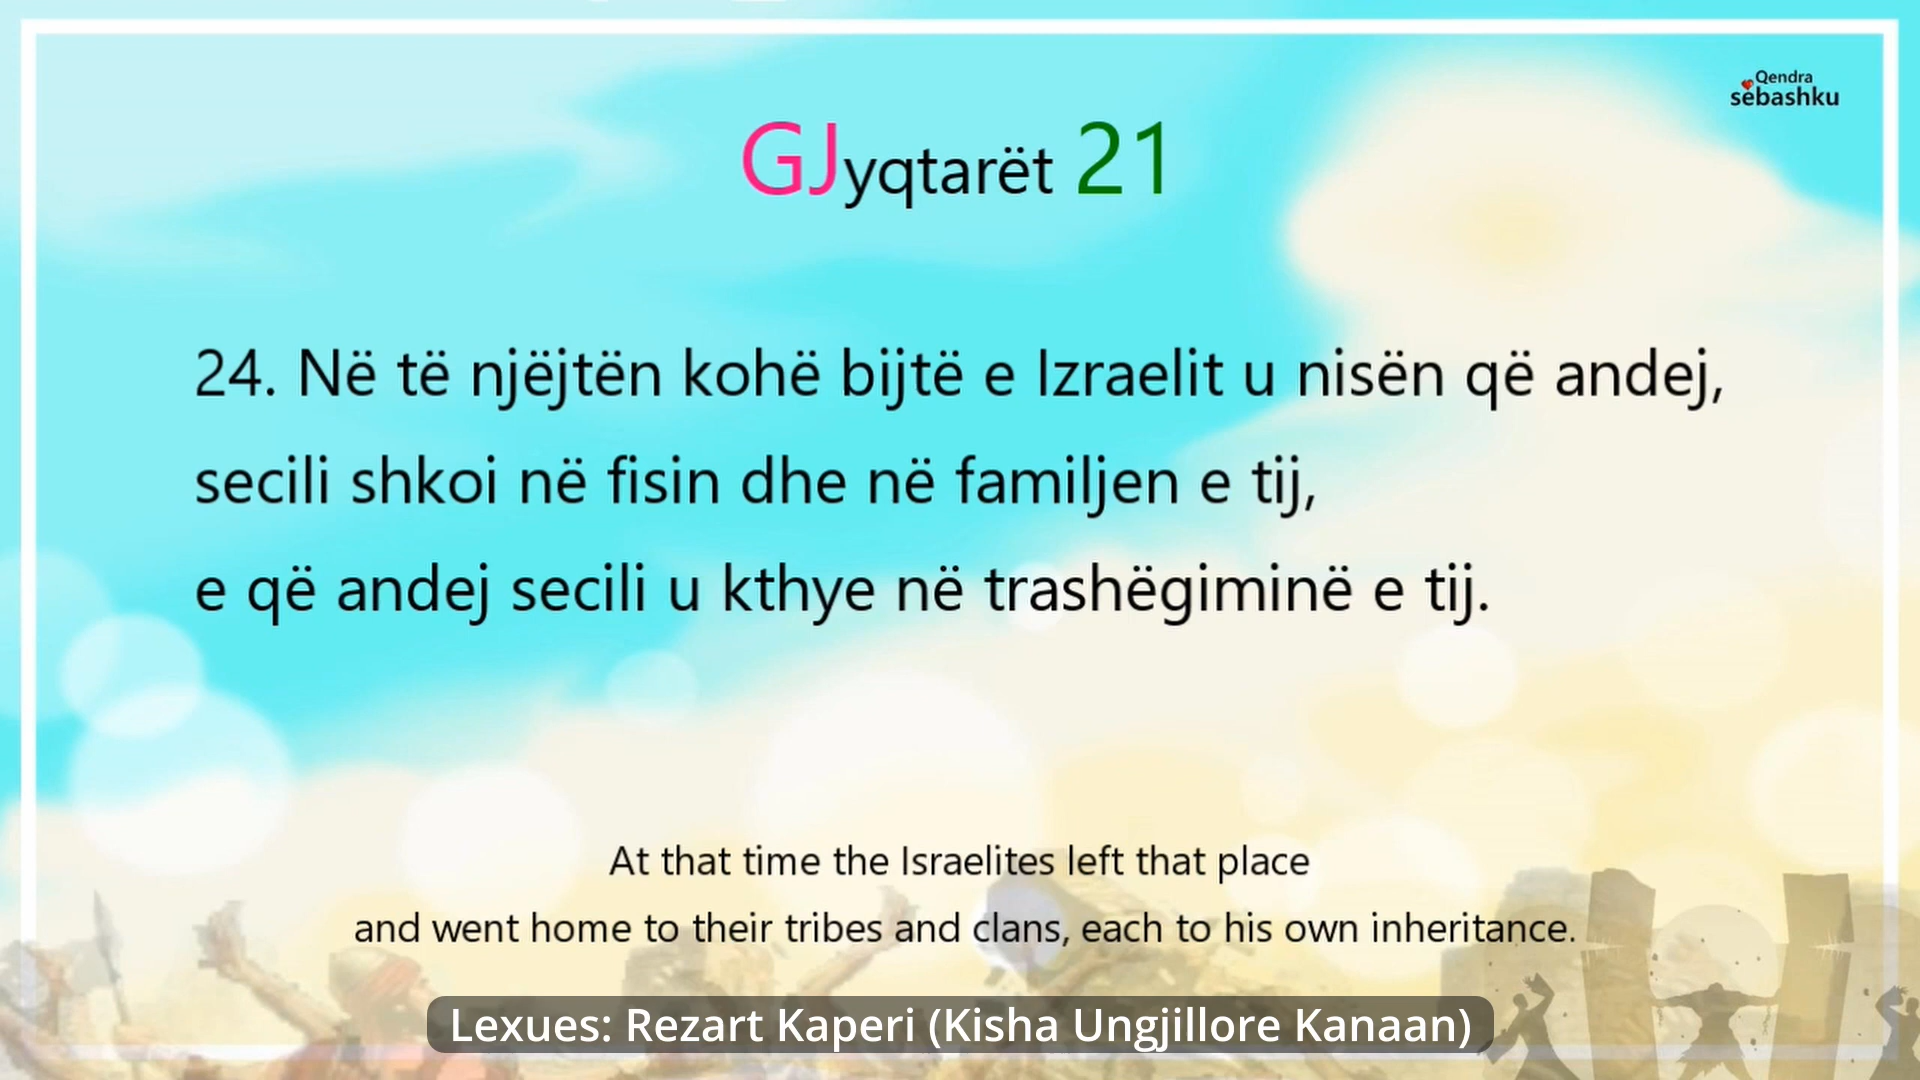 Qendra
sëbashku
GJyqtarët 21
24. Në të njëjtën kohë bijtë e Izraelit u nisën që andej,
secili shkoi në fisin dhe në familjen e tij,
e që andej secili u kthye në trashëgiminë e tij.
At that time the Israelites left that place
and went home to their tribes and clans, each to his own inheritance.
Lexues: Rezart Kaperi (Kisha Ungjillore Kanaan)